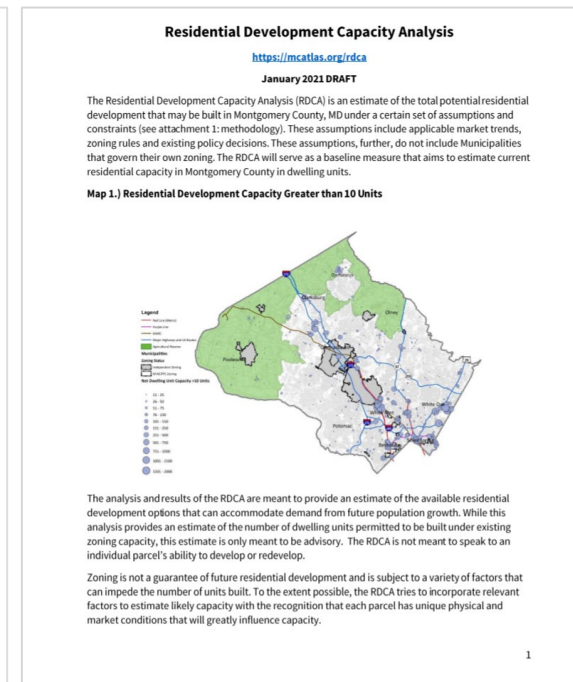 Residential Development Capacity Analysis
https://mcatlas.org/rdca
January 2021 DRAFT
The Residential Development Capacity Analysis (RDCA) is an estimate of the total potential residential
development that may be built in Montgomery County, MD under a certain set of assumptions and
constraints (see attachment 1: methodology). These assumptions include applicable market trends,
zoning rules and existing policy decisions. These assumptions, further, do not include Municipalities
that govern their own zoning. The RDCA will serve as a baseline measure that aims to estimate current
residential capacity in Montgomery County in dwelling units.
Map 1.) Residential Development Capacity Greater than 10 Units
Damascus
Clarksburg
Olney
Legend
Poolesville
Municipalities
Zoning Status
Net Dwelling Unit Capacity >10 Units
White Oak
White Flint
Potomac
The analysis and results of the RDCA are meant to provide an estimate of the available residential
development options that can accommodate demand from future population growth. While this
analysis provides an estimate of the number of dwelling units permitted to be built under existing
zoning capacity, this estimate is only meant to be advisory. The RDCA is not meant to speak to an
individual parcel's ability to develop or redevelop.
Zoning is not a guarantee of future residential development and is subject to a variety of factors that
can impede the number of units built. To the extent possible, the RDCA tries to incorporate relevant
factors to estimate likely capacity with the recognition that each parcel has unique physical and
market conditions that will greatly influence capacity.
1